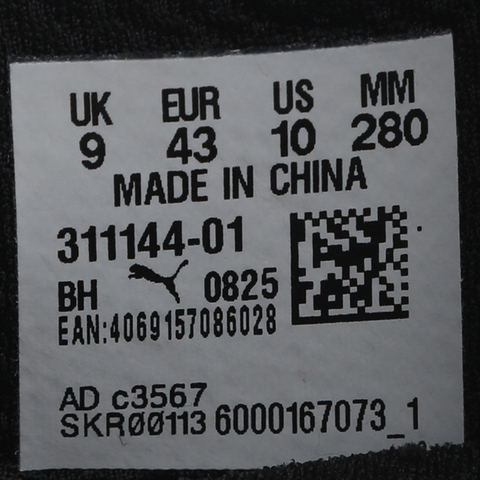 UK EUR US MM
9 43 10 280
MADE IN CHINA
311144-01
BH 0825
EAN:4069157086028
AD c3567
SKR00113 6000167073_1